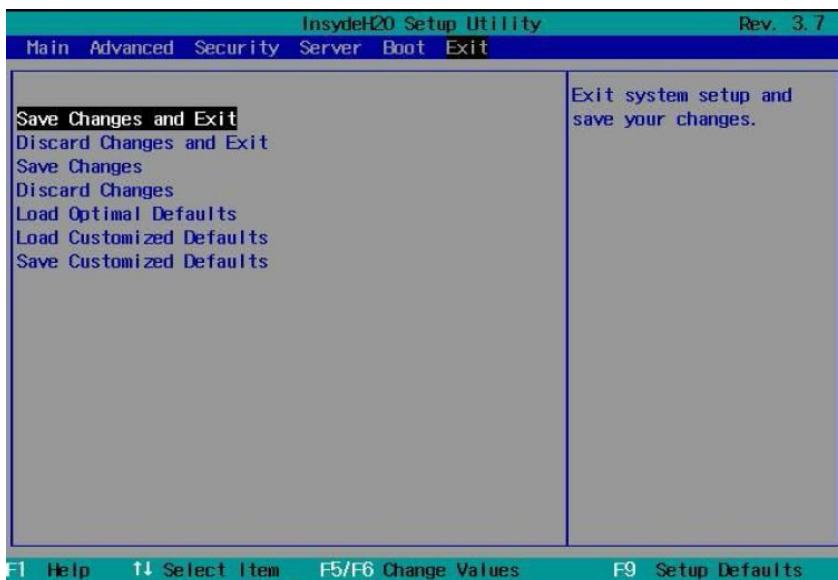 InsydeH2O Setup Utility Rev. 3.7
Main Advanced Security Server Boot Exit
Save Changes and Exit
Discard Changes and Exit
Save Changes
Discard Changes
Load Optimal Defaults
Load Customized Defaults
Save Customized Defaults
Exit system setup and
save your changes.
F1 Help ↑↓ Select Item F5/F6 Change Values F9 Setup Defaults